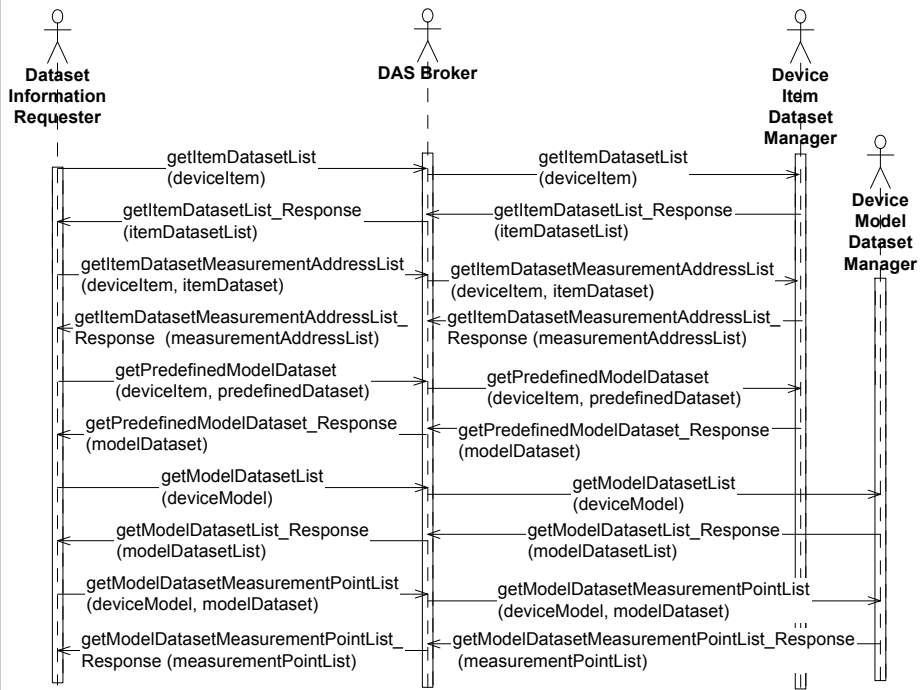 Dataset
Information
Requester
DAS Broker
Device
Item
Dataset
Manager
Device
Model
Dataset
Manager
getItemDatasetList
(deviceItem)
getItemDatasetList
(deviceItem)
getItemDatasetList_Response
(itemDatasetList)
getItemDatasetList_Response
(itemDatasetList)
getItemDatasetMeasurementAddressList
(deviceItem, itemDataset)
getItemDatasetMeasurementAddressList
(deviceItem, itemDataset)
getItemDatasetMeasurementAddressList_
Response (measurementAddressList)
getItemDatasetMeasurementAddressList_
Response (measurementAddressList)
getPredefinedModelDataset
(deviceItem, predefinedDataset)
getPredefinedModelDataset
(deviceItem, predefinedDataset)
getPredefinedModelDataset_Response
(modelDataset)
getPredefinedModelDataset_Response
(modelDataset)
getModelDatasetList
(deviceModel)
getModelDatasetList
(deviceModel)
getModelDatasetList_Response
(modelDatasetList)
getModelDatasetList_Response
(modelDatasetList)
getModelDatasetMeasurementPointList
(deviceModel, modelDataset)
getModelDatasetMeasurementPointList
(deviceModel, modelDataset)
getModelDatasetMeasurementPointList_
Response (measurementPointList)
getModelDatasetMeasurementPointList_Response
(measurementPointList)